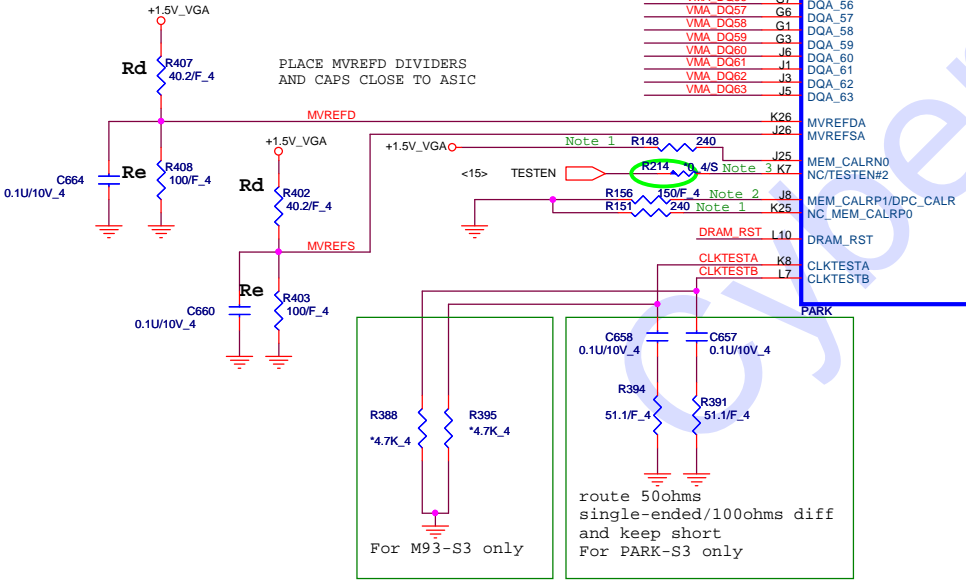 +1.5V_VGA
Rd
R407
40.2/F_4
PLACE MVREFD DIVIDERS
AND CAPS CLOSE TO ASIC
VMA_DQ57 G6 DQA_56
VMA_DQ58 G1 DQA_57
VMA_DQ59 G3 DQA_58
VMA_DQ60 J6 DQA_59
VMA_DQ61 J1 DQA_60
VMA_DQ62 J3 DQA_61
VMA_DQ63 J5 DQA_62
DQA_63
MVREFD
K26 MVREFDA
J26 MVREFSA
+1.5V_VGA
+1.5V_VGA
Note 1
R148 240
J25 MEM_CALRN0
Re
R408
100/F_4
C664
0.1U/10V_4
<15> TESTEN
R214 *0_4/S Note 3 K7 NC/TESTEN#2
Rd
R402
40.2/F_4
R156 150/F_4 Note 2 J8 MEM_CALRP1/DPC_CALR
R151 240 Note 1 K25 NC_MEM_CALRP0
DRAM_RST L10 DRAM_RST
MVREFS
CLKTESTA K8 CLKTESTA
CLKTESTB L7 CLKTESTB
Re
R403
100/F_4
C660
0.1U/10V_4
PARK
C658
0.1U/10V_4
C657
0.1U/10V_4
R388
*4.7K_4
R395
*4.7K_4
R394
51.1/F_4
R391
51.1/F_4
For M93-S3 only
route 50ohms
single-ended/100ohms diff
and keep short
For PARK-S3 only
Cyber